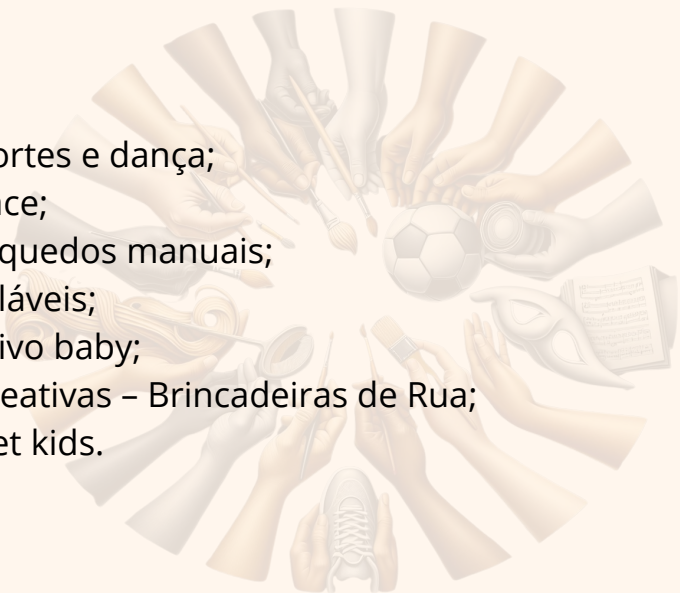 ortes e dança;
ce;
quedos manuais;
láveis;
ivo baby;
eativas – Brincadeiras de Rua;
et kids.